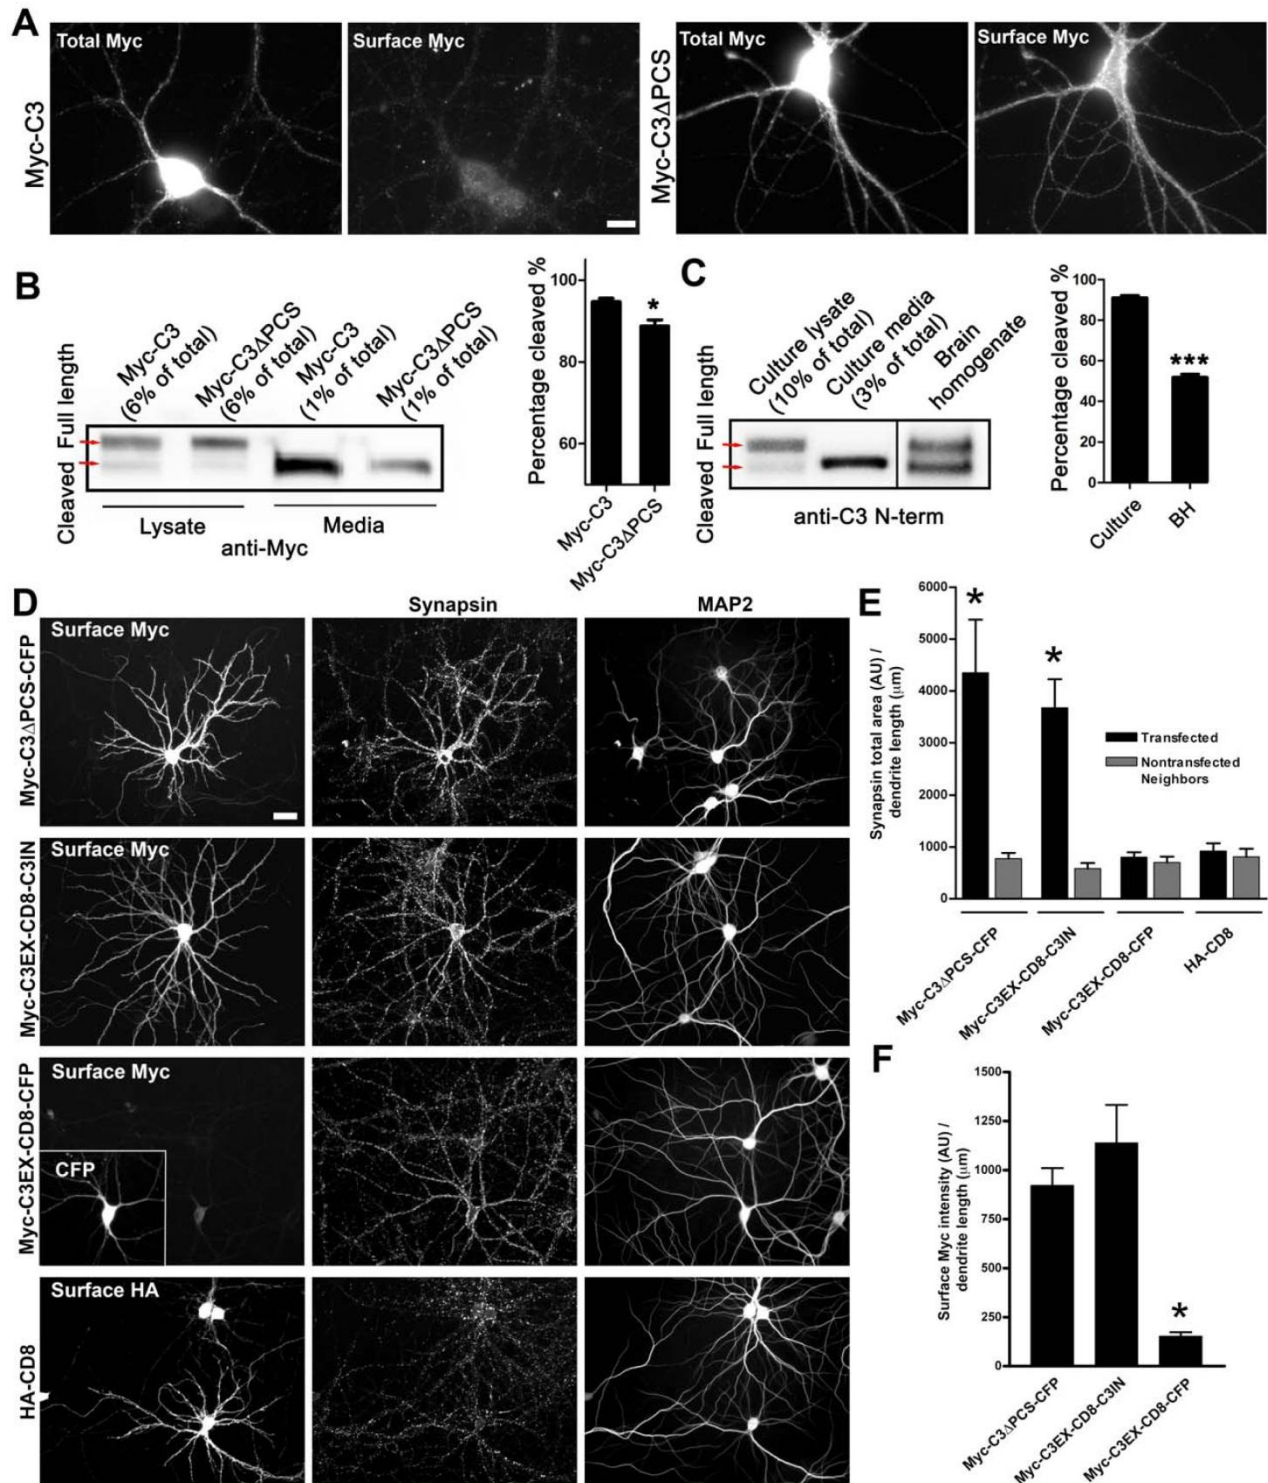 A
Total Myc
Surface Myc
Total Myc
Surface Myc
Myc-C3
Myc-C3ΔPCS
B
Cleaved Full length
Myc-C3
(6% of total)
Myc-C3ΔPCS
(6% of total)
Myc-C3
(1% of total)
Myc-C3ΔPCS
(1% of total)
Lysate
Media
anti-Myc
Percentage cleaved %
100
80
60
*
Myc-C3
Myc-C3ΔPCS
C
Cleaved Full length
Culture lysate
(10% of total)
Culture media
(3% of total)
Brain
homogenate
anti-C3 N-term
Percentage cleaved %
100
80
60
40
20
0
***
Culture
BH
D
Synapsin
MAP2
Myc-C3ΔPCS-CFP
Surface Myc
Myc-C3EX-CD8-C3IN
Surface Myc
Myc-C3EX-CD8-CFP
Surface Myc
CFP
HA-CD8
Surface HA
E
Synapsin total area (AU) /
dendrite length (μm)
6000
5000
4000
3000
2000
1000
0
*
*
Transfected
Nontransfected
Neighbors
Myc-C3ΔPCS-CFP
Myc-C3EX-CD8-C3IN
Myc-C3EX-CD8-CFP
HA-CD8
F
Surface Myc intensity (AU) /
dendrite length (μm)
1500
1250
1000
750
500
250
0
*
Myc-C3ΔPCS-CFP
Myc-C3EX-CD8-C3IN
Myc-C3EX-CD8-CFP